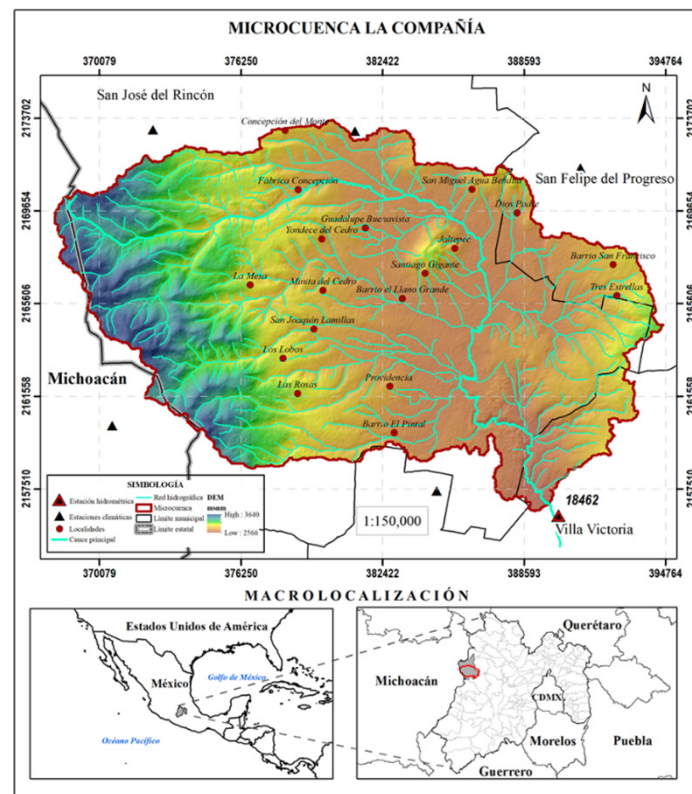 MICROCUENCA LA COMPAÑÍA
370079 376250 382422 388593 394764
San José del Rincón
N
2173702 2173702
Concepción del Monte
San Felipe del Progreso
Fábrica Concepción
San Miguel Agua Bendita
2169654 2169654
Dios Padre
Guadalupe Buenavista
Yondece del Cedro
Jaltepec
Barrio San Francisco
Santiago Gigante
La Mesa
Minita del Cedro
Barrio el Llano Grande
Tres Estrellas
2165606 2165606
San Joaquín Lamillas
Los Lobos
Michoacán
Las Rosas
Providencia
2161558 2161558
Barrio El Pintal
2157510 2157510
SIMBOLOGÍA
Estación hidrométrica
Estaciones climáticas
Localidades
Cauce principal
Red hidrográfica
Microcuenca
Límite municipal
Límite estatal
DEM
msnm
High : 3640
Low : 2566
1:150,000
18462
Villa Victoria
370079 376250 382422 388593 394764
MACROLOCALIZACIÓN
Estados Unidos de América
México
Golfo de México
Océano Pacífico
Querétaro
Michoacán
CDMX
Morelos
Puebla
Guerrero